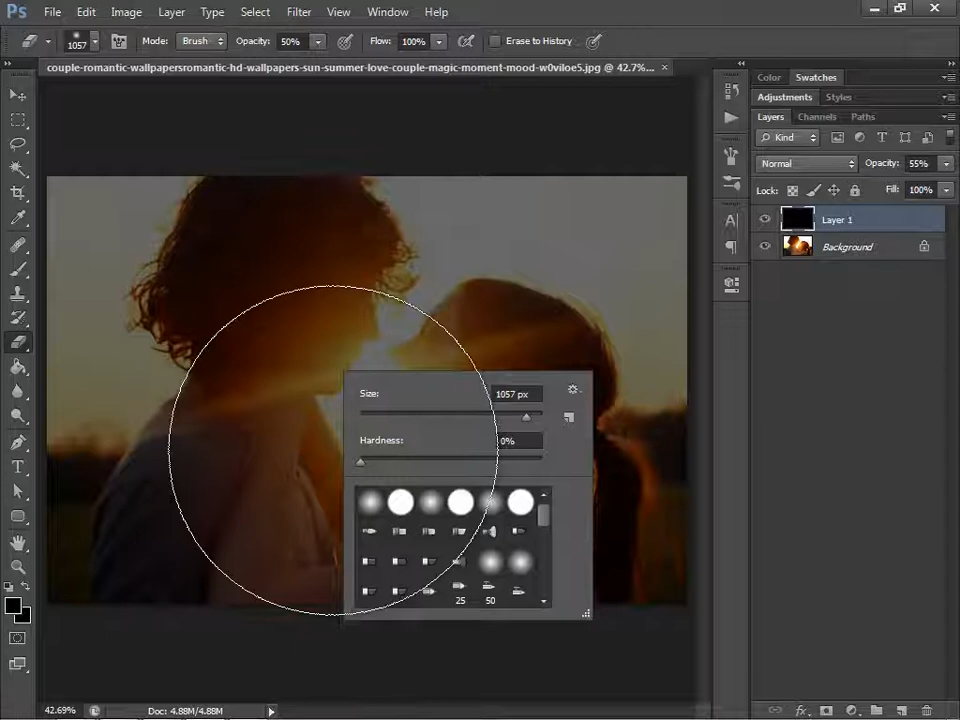 Ps File Edit Image Layer Type Select Filter View Window Help
1057 Mode: Brush Opacity: 50% Flow: 100% Erase to History
couple-romantic-wallpapersromantic-hd-wallpapers-sun-summer-love-couple-magic-moment-mood-w0viloe5.jpg @ 42.7%... ×
Color Swatches
Adjustments Styles
Layers Channels Paths
Kind
Normal Opacity: 55%
Lock: Fill: 100%
Layer 1
Background
Size: 1057 px
Hardness: 0%
25 50
42.69% Doc: 4.88M/4.88M